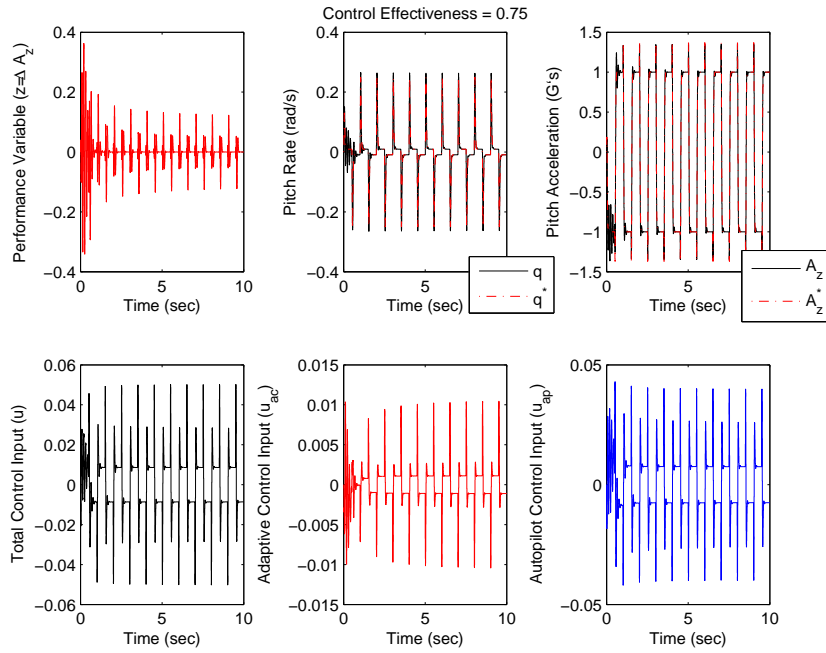 Control Effectiveness = 0.75
Performance Variable (z=Δ A_z)
0.4
0.2
0
−0.2
−0.4
0 5 10
Time (sec)
Pitch Rate (rad/s)
0.4
0.2
0
−0.2
−0.4
0 5 10
Time (sec)
q
q*
Pitch Acceleration (G's)
1.5
1
0.5
0
−0.5
−1
−1.5
0 5 10
Time (sec)
A_z
A_z*
Total Control Input (u)
0.06
0.04
0.02
0
−0.02
−0.04
−0.06
0 5 10
Time (sec)
Adaptive Control Input (u_ac)
0.015
0.01
0.005
0
−0.005
−0.01
−0.015
0 5 10
Time (sec)
Autopilot Control Input (u_ap)
0.05
0
−0.05
0 5 10
Time (sec)